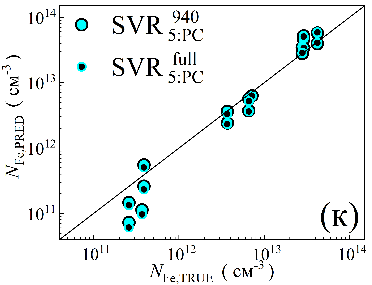 10^14
10^13
10^12
10^11
N_Fe,PRED ( см^-3 )
SVR 940 5:PC
SVR full 5:PC
(к)
10^11 10^12 10^13 10^14
N_Fe,TRUE ( см^-3 )